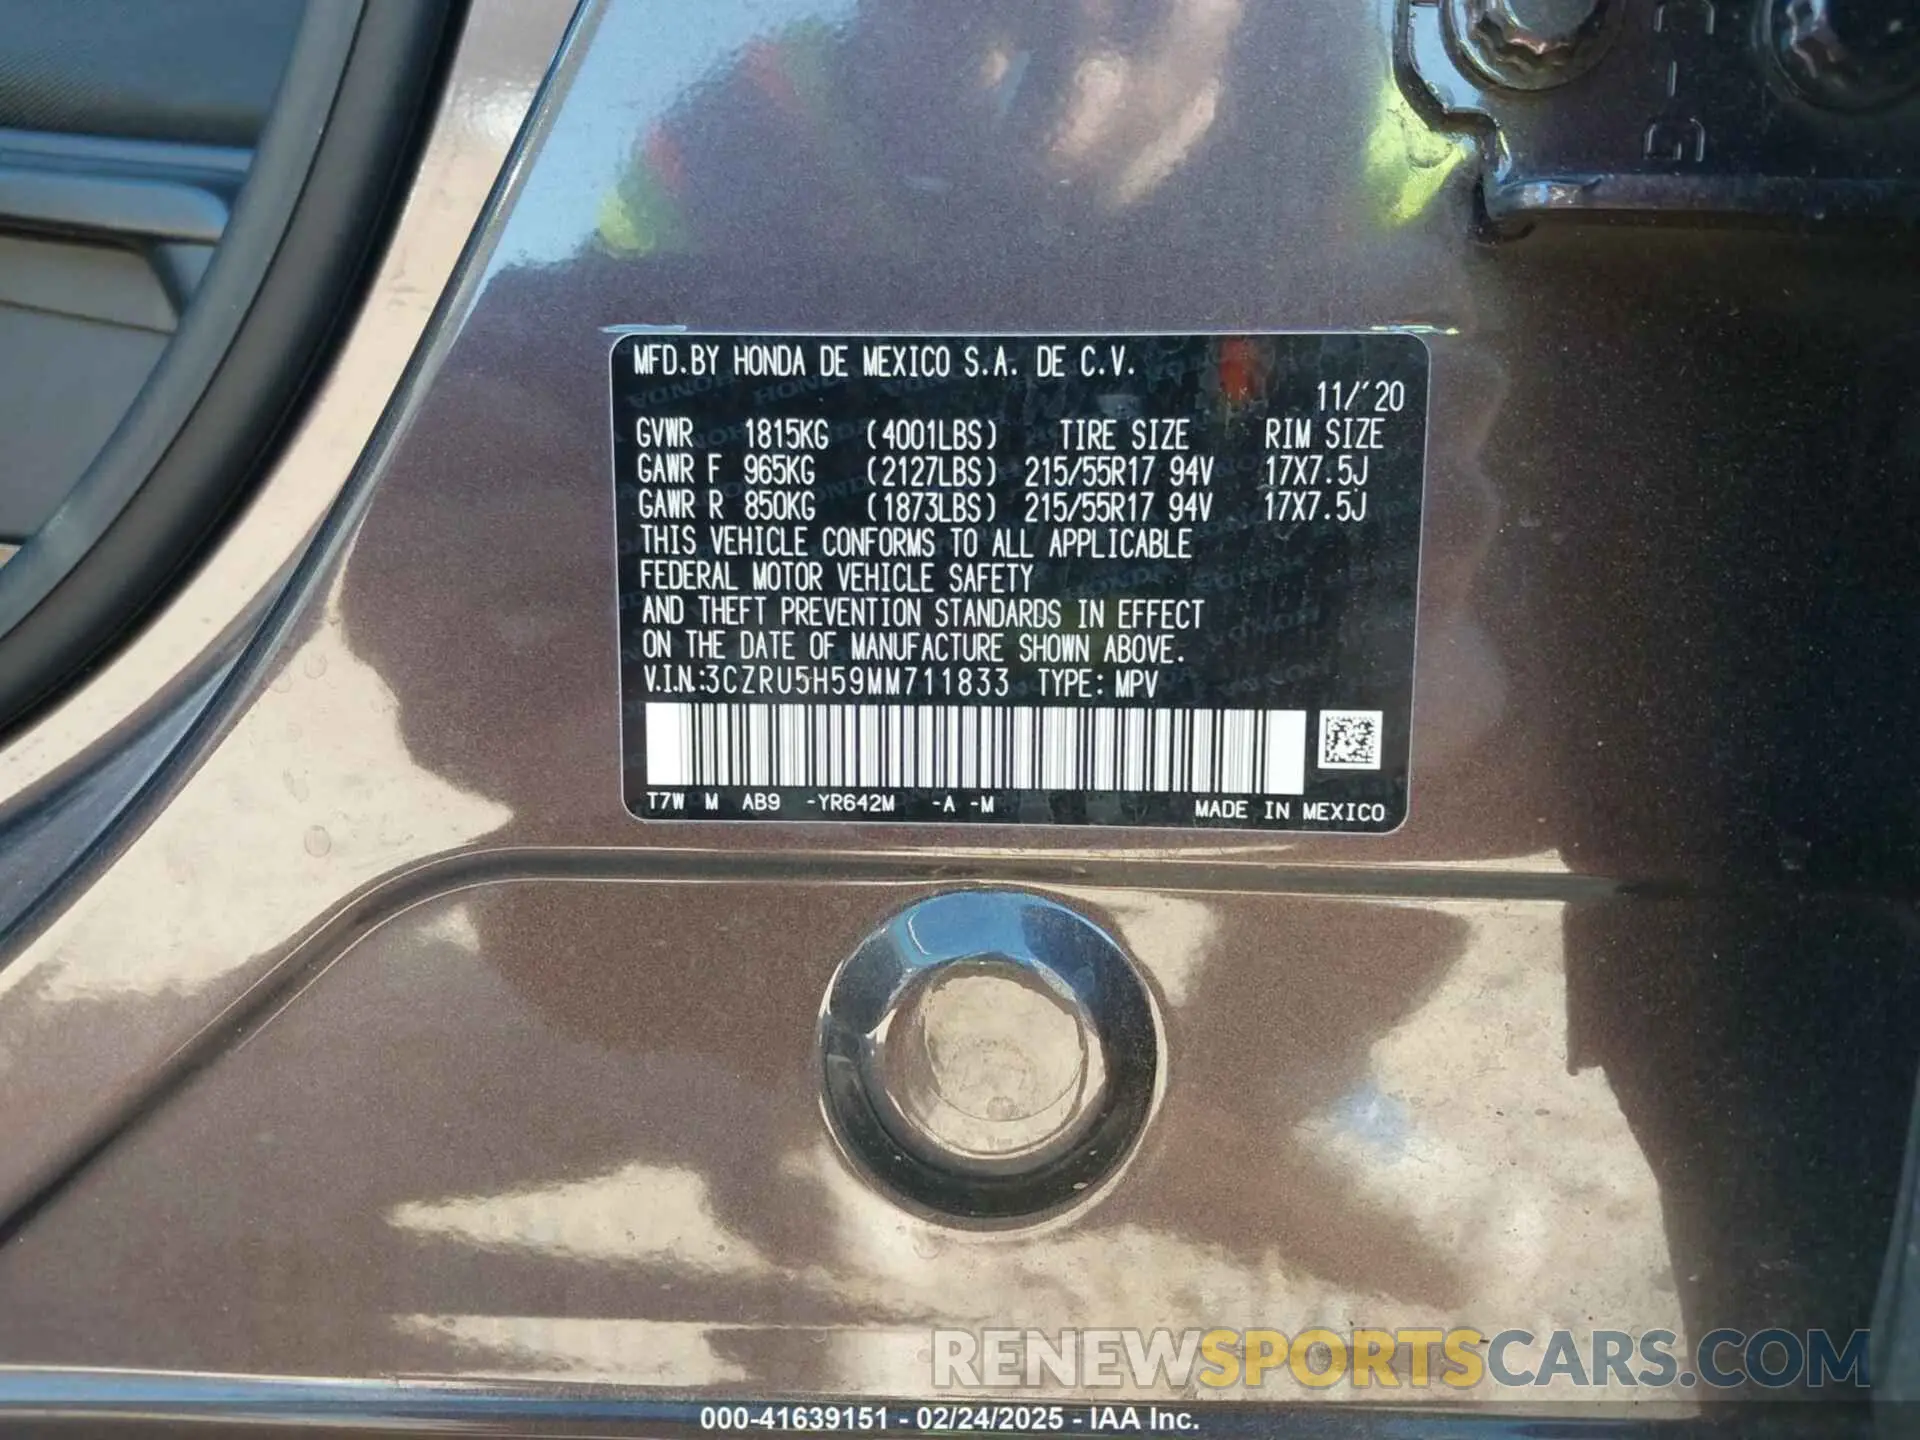 MFD.BY HONDA DE MEXICO S.A. DE C.V.
11/'20
GVWR 1815KG (4001LBS) TIRE SIZE RIM SIZE
GAWR F 965KG (2127LBS) 215/55R17 94V 17X7.5J
GAWR R 850KG (1873LBS) 215/55R17 94V 17X7.5J
THIS VEHICLE CONFORMS TO ALL APPLICABLE
FEDERAL MOTOR VEHICLE SAFETY
AND THEFT PREVENTION STANDARDS IN EFFECT
ON THE DATE OF MANUFACTURE SHOWN ABOVE.
V.I.N.:3CZRU5H59MM711833 TYPE: MPV
T7W M AB9 -YR642M -A -M MADE IN MEXICO
RENEWSPORTSCARS.COM
000-41639151 - 02/24/2025 - IAA Inc.